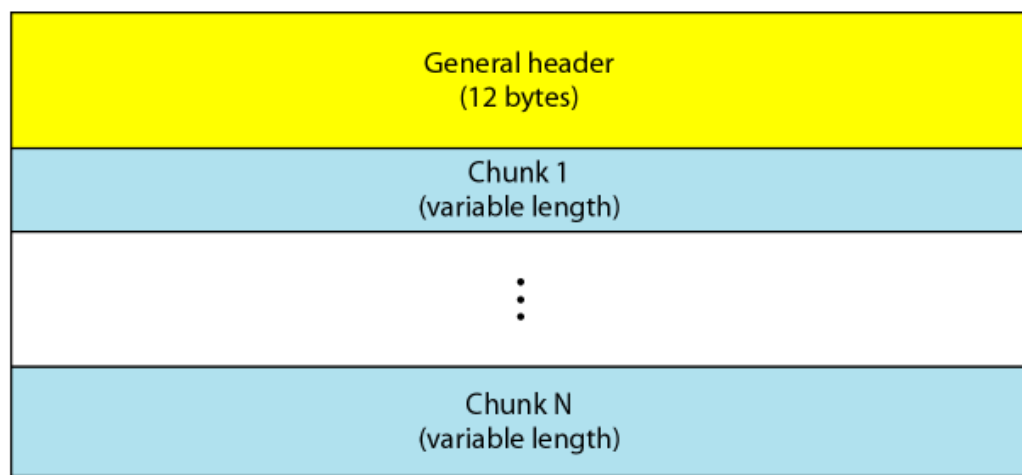 General header
(12 bytes)
Chunk 1
(variable length)
Chunk N
(variable length)